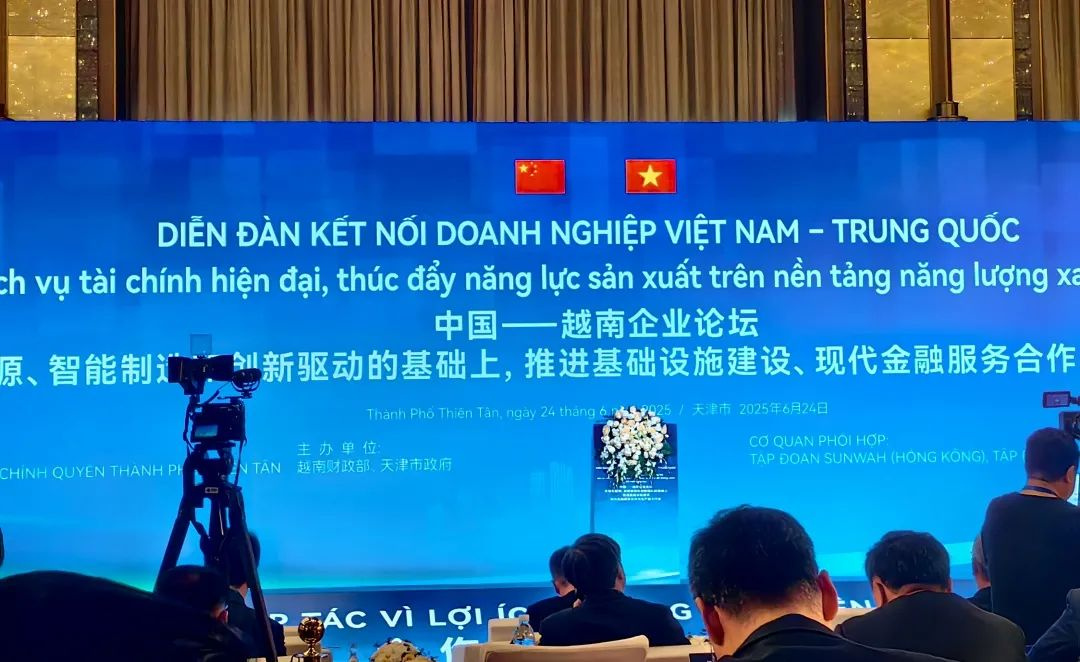 DIỄN ĐÀN KẾT NỐI DOANH NGHIỆP VIỆT NAM – TRUNG QUỐC
vụ tài chính hiện đại, thúc đẩy năng lực sản xuất trên nền tảng năng lượng
中国——越南企业论坛
源、智能制造 创新驱动的基础上，推进基础设施建设、现代金融服务合作
Thành Phố Thiên Tân, ngày 24 tháng 6 2025 / 天津市 2025年6月24日
主办单位:
CHÍNH QUYỀN THÀNH TÂN 越南财政部、天津市政府
CƠ QUAN PHỐI HỢP:
TẬP ĐOÀN SUNWAH (HỒNG KÔNG), TẬP
TÁC VÌ LỢI